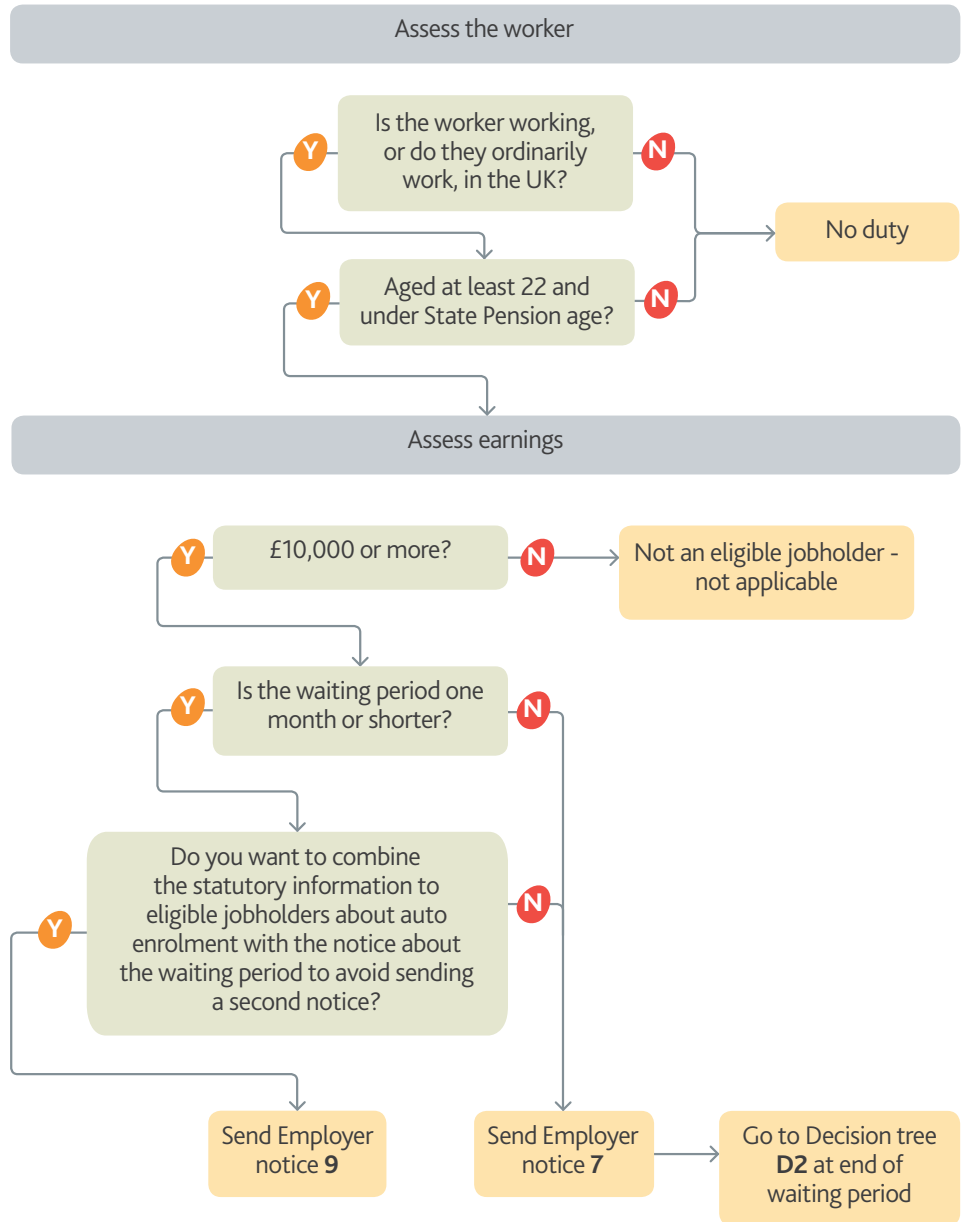 Assess the worker
Is the worker working,
or do they ordinarily
work, in the UK?
Y
N
No duty
Aged at least 22 and
under State Pension age?
Y
N
Assess earnings
£10,000 or more?
Y
N
Not an eligible jobholder -
not applicable
Is the waiting period one
month or shorter?
Y
N
Do you want to combine
the statutory information to
eligible jobholders about auto
enrolment with the notice about
the waiting period to avoid sending
a second notice?
Y
N
Send Employer
notice 9
Send Employer
notice 7
Go to Decision tree
D2 at end of
waiting period